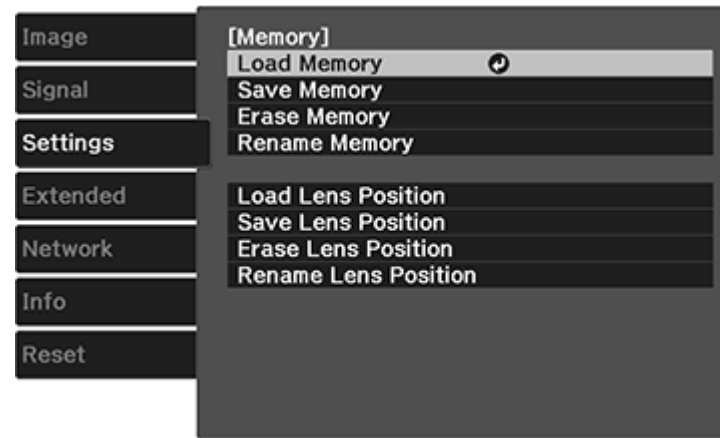 Image
Signal
Settings
Extended
Network
Info
Reset
[Memory]
Load Memory
Save Memory
Erase Memory
Rename Memory
Load Lens Position
Save Lens Position
Erase Lens Position
Rename Lens Position